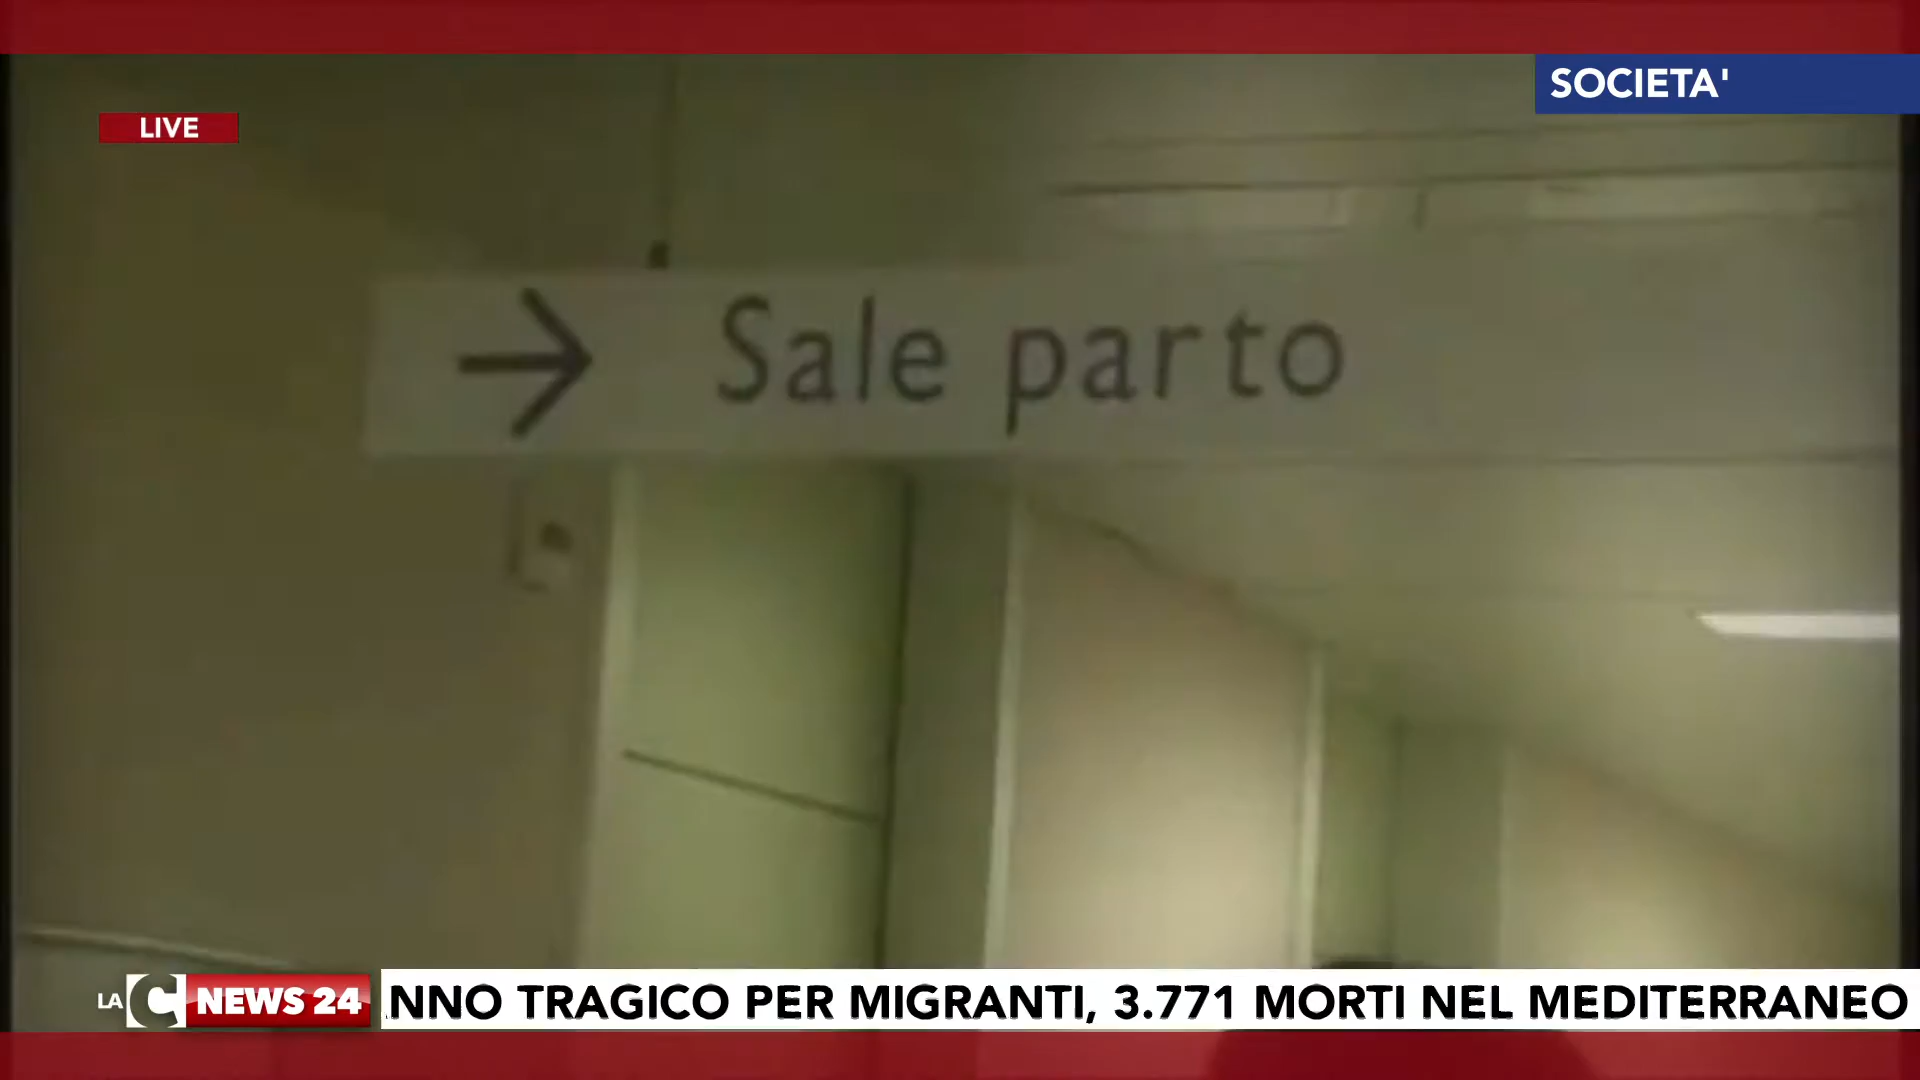 SOCIETA'
LIVE
Sale parto
LA C NEWS 24
NNO TRAGICO PER MIGRANTI, 3.771 MORTI NEL MEDITERRANEO